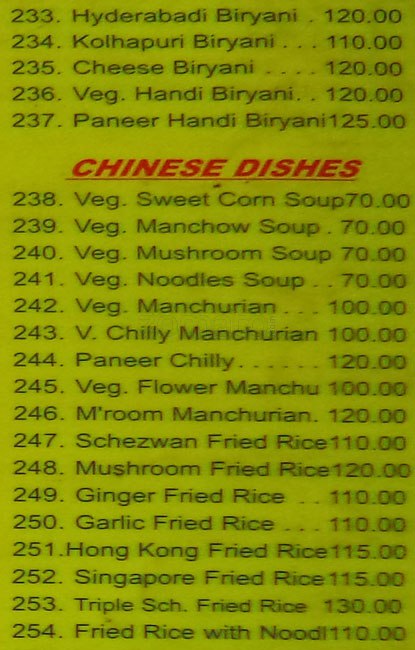 233. Hyderabadi Biryani . 120.00
234. Kolhapuri Biryani . . . 110.00
235. Cheese Biryani . . . . 120.00
236. Veg. Handi Biryani. . 120.00
237. Paneer Handi Biryani125.00
CHINESE DISHES
238. Veg. Sweet Corn Soup70.00
239. Veg. Manchow Soup . 70.00
240. Veg. Mushroom Soup 70.00
241. Veg. Noodles Soup . . 70.00
242. Veg. Manchurian . . . 100.00
243. V. Chilly Manchurian 100.00
244. Paneer Chilly . . . . . . 120.00
245. Veg. Flower Manchu 100.00
246. M'room Manchurian. 120.00
247. Schezwan Fried Rice110.00
248. Mushroom Fried Rice120.00
249. Ginger Fried Rice . . 110.00
250. Garlic Fried Rice . . . 110.00
251.Hong Kong Fried Rice115.00
252. Singapore Fried Rice115.00
253. Triple Sch. Fried Rice 130.00
254. Fried Rice with Noodl110.00